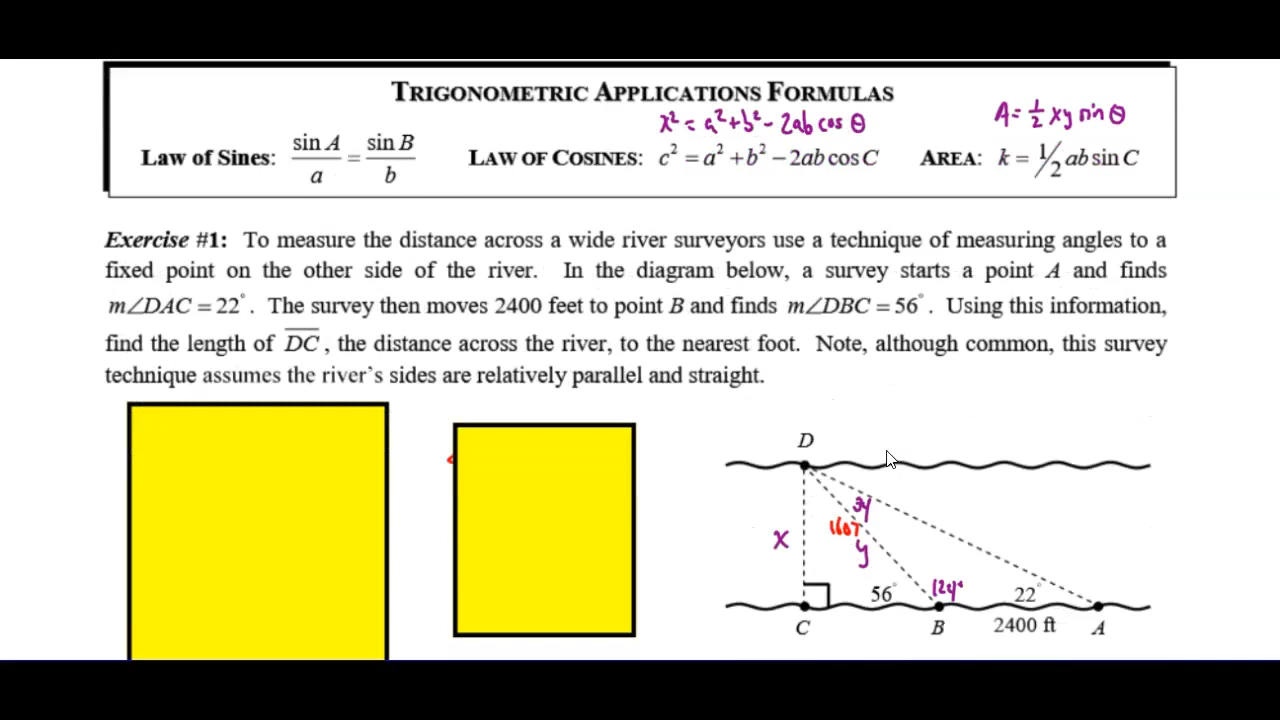 TRIGONOMETRIC APPLICATIONS FORMULAS
x² = a² + b² - 2ab cos θ
A = 1/2 xy sin θ
Law of Sines: sin A / a = sin B / b
LAW OF COSINES: c² = a² + b² − 2ab cos C
AREA: k = 1/2 ab sin C
Exercise #1: To measure the distance across a wide river surveyors use a technique of measuring angles to a
fixed point on the other side of the river. In the diagram below, a survey starts a point A and finds
m∠DAC = 22°. The survey then moves 2400 feet to point B and finds m∠DBC = 56°. Using this information,
find the length of D̅C̅, the distance across the river, to the nearest foot. Note, although common, this survey
technique assumes the river's sides are relatively parallel and straight.
D
34
1607
x
y
56°
124°
22°
C
B
2400 ft
A